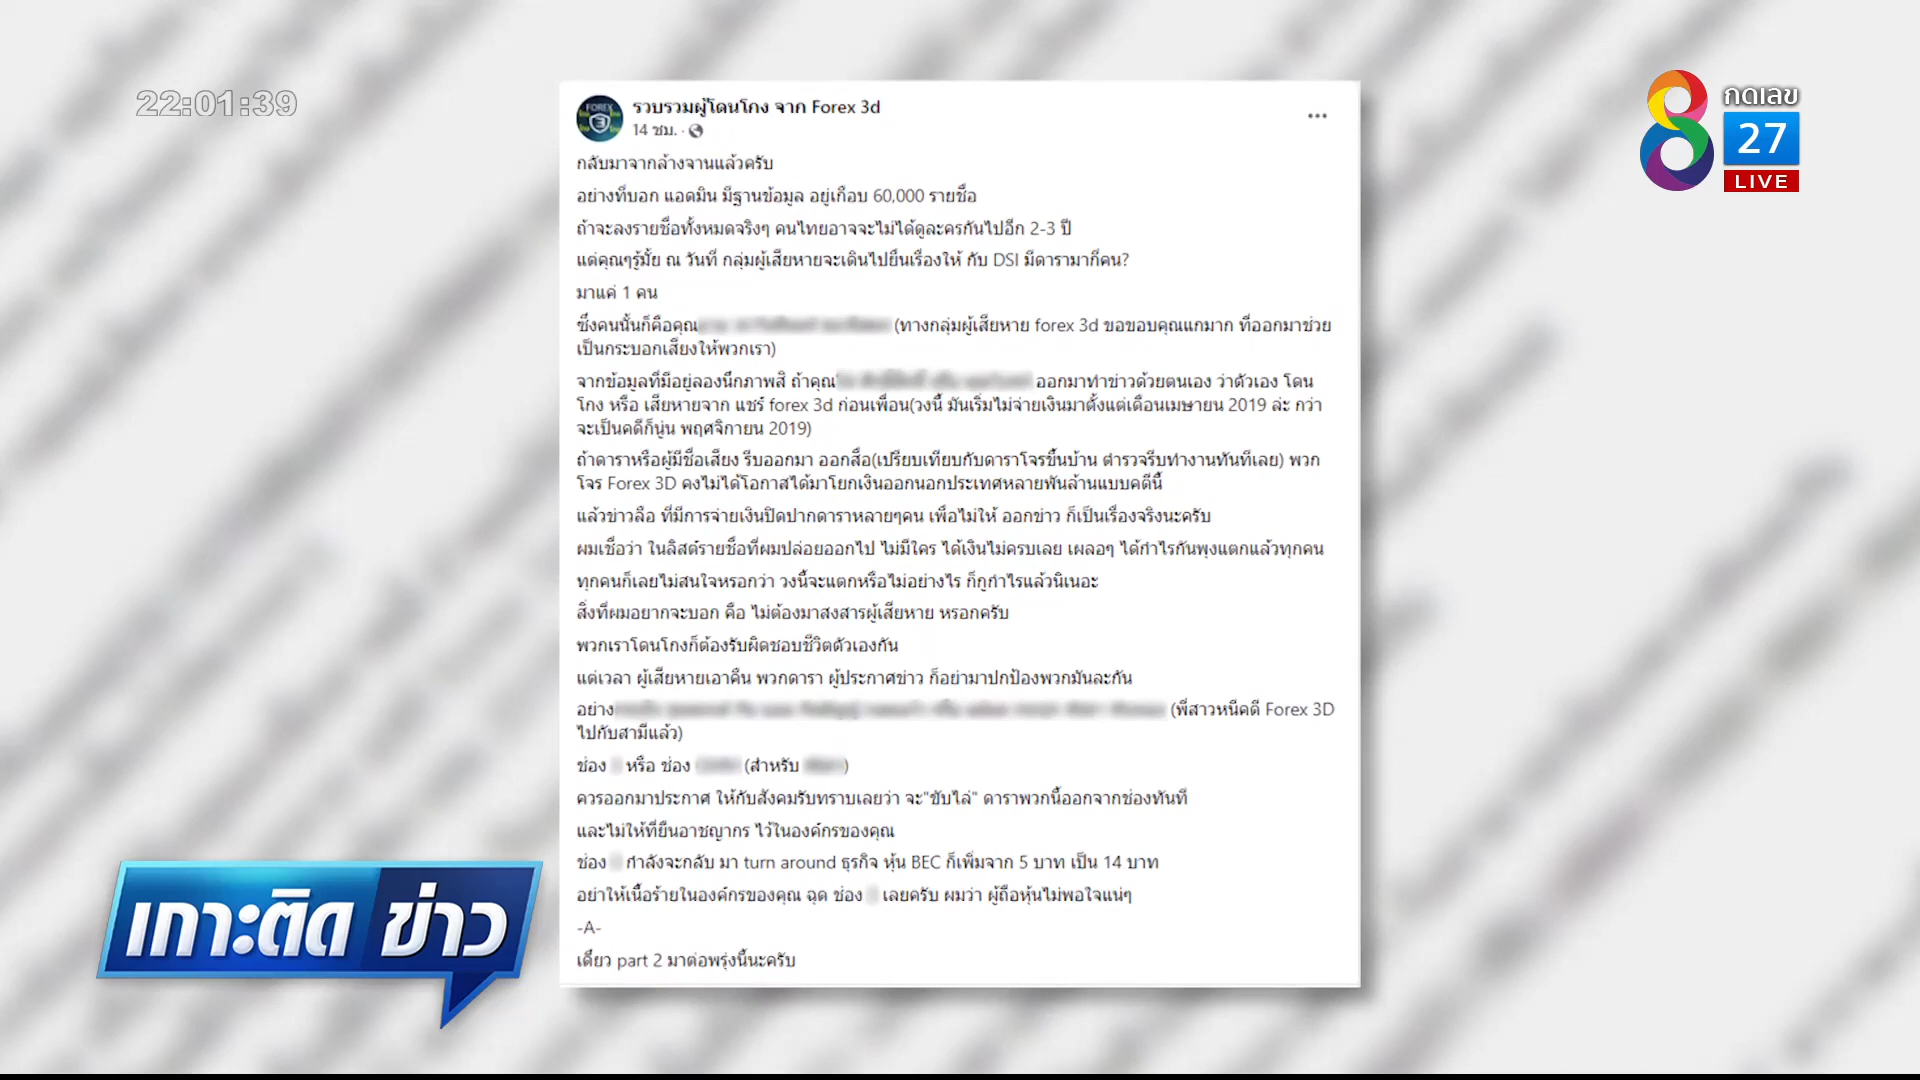 22:01:39
8
กดเลข
27
LIVE
FOREX
3
รวบรวมผู้โดนโกง จาก Forex 3d
14 ชม. ·
กลับมาจากล้างจานแล้วครับ
อย่างที่บอก แอดมิน มีฐานข้อมูล อยู่เกือบ 60,000 รายชื่อ
ถ้าจะลงรายชื่อทั้งหมดจริงๆ คนไทยอาจจะไม่ได้ดูละครกันไปอีก 2-3 ปี
แต่คุณๆรู้มั้ย ณ วันที่ กลุ่มผู้เสียหายจะเดินไปยื่นเรื่องให้ กับ DSI มีดารามากี่คน?
มาแค่ 1 คน
ซึ่งคนนั้นก็คือคุณ (ทางกลุ่มผู้เสียหาย forex 3d ขอขอบคุณแกมาก ที่ออกมาช่วย
เป็นกระบอกเสียงให้พวกเรา)
จากข้อมูลที่มีอยู่ลองนึกภาพสิ ถ้าคุณ ออกมาทำข่าวด้วยตนเอง ว่าตัวเอง โดน
โกง หรือ เสียหายจาก แชร์ forex 3d ก่อนเพื่อน(วงนี้ มันเริ่มไม่จ่ายเงินมาตั้งแต่เดือนเมษายน 2019 ล่ะ กว่า
จะเป็นคดีก็นู่น พฤศจิกายน 2019)
ถ้าดาราหรือผู้มีชื่อเสียง รีบออกมา ออกสื่อ(เปรียบเทียบกับดาราโจรขึ้นบ้าน ตำรวจรีบทำงานทันทีเลย) พวก
โจร Forex 3D คงไม่ได้โอกาสได้มาโยกเงินออกนอกประเทศหลายพันล้านแบบคดีนี้
แล้วข่าวลือ ที่มีการจ่ายเงินปิดปากดาราหลายๆคน เพื่อไม่ให้ ออกข่าว ก็เป็นเรื่องจริงนะครับ
ผมเชื่อว่า ในลิสต์รายชื่อที่ผมปล่อยออกไป ไม่มีใคร ได้เงินไม่ครบเลย เผลอๆ ได้กำไรกันพุงแตกแล้วทุกคน
ทุกคนก็เลยไม่สนใจหรอกว่า วงนี้จะแตกหรือไม่อย่างไร ก็กูกำไรแล้วนิเนอะ
สิ่งที่ผมอยากจะบอก คือ ไม่ต้องมาสงสารผู้เสียหาย หรอกครับ
พวกเราโดนโกงก็ต้องรับผิดชอบชีวิตตัวเองกัน
แต่เวลา ผู้เสียหายเอาคืน พวกดารา ผู้ประกาศข่าว ก็อย่ามาปกป้องพวกมันละกัน
อย่าง (พี่สาวหนีคดี Forex 3D
ไปกับสามีแล้ว)
ช่อง หรือ ช่อง (สำหรับ )
ควรออกมาประกาศ ให้กับสังคมรับทราบเลยว่า จะ"ขับไล่" ดาราพวกนี้ออกจากช่องทันที
และไม่ให้ที่ยืนอาชญากร ไว้ในองค์กรของคุณ
ช่อง กำลังจะกลับ มา turn around ธุรกิจ หุ้น BEC ก็เพิ่มจาก 5 บาท เป็น 14 บาท
อย่าให้เนื้อร้ายในองค์กรของคุณ ฉุด ช่อง เลยครับ ผมว่า ผู้ถือหุ้นไม่พอใจแน่ๆ
-A-
เดี๋ยว part 2 มาต่อพรุ่งนี้นะครับ
เกาะติด ข่าว